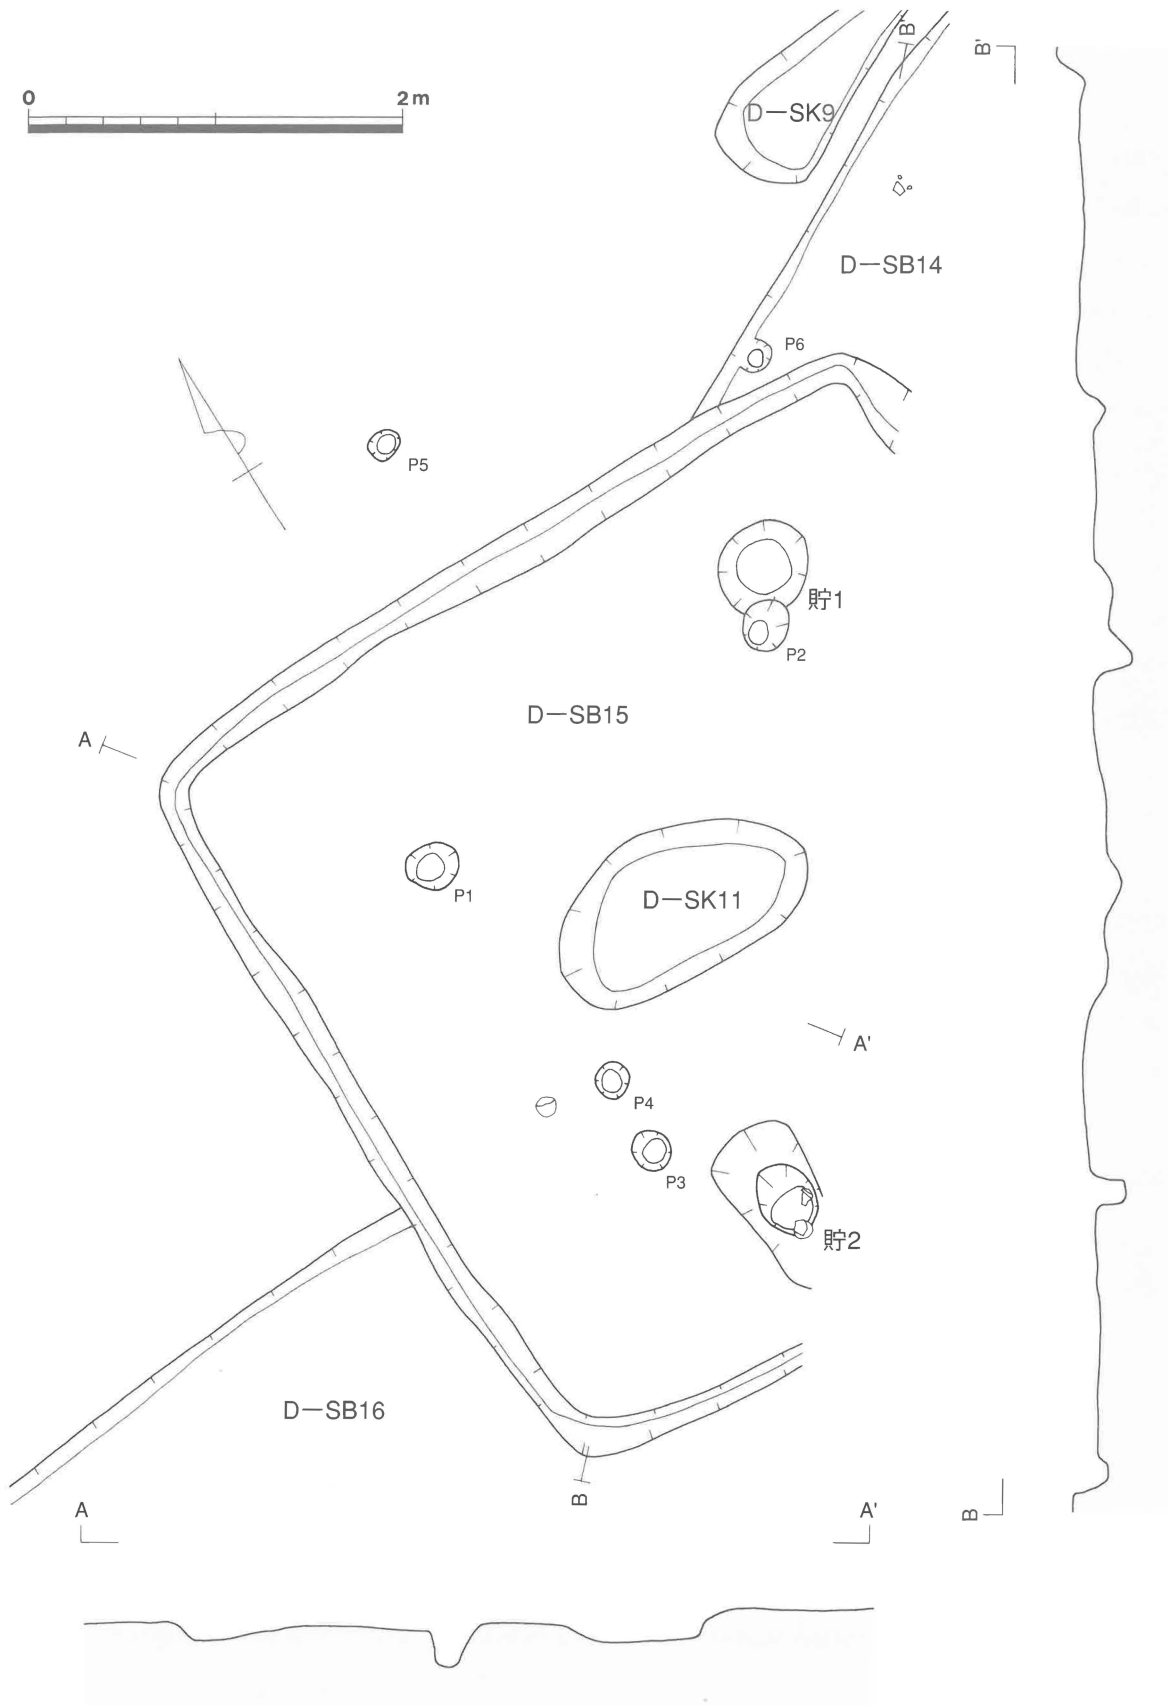 0 2m
B'
B'
D－SK9
D－SB14
P6
P5
貯1
P2
D－SB15
A
P1
D－SK11
A'
P4
P3
貯2
D－SB16
B
B
A A'